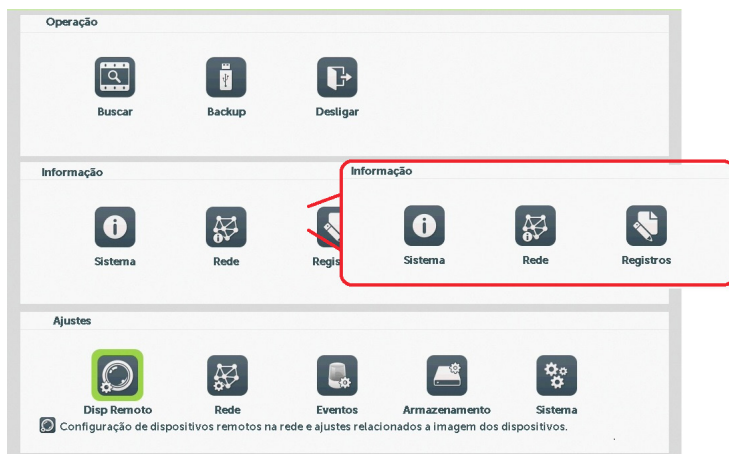 Operação
Buscar Backup Desligar
Informação
Sistema Rede Regis
Informação
Sistema Rede Registros
Ajustes
Disp Remoto Rede Eventos Armazenamento Sistema
Configuração de dispositivos remotos na rede e ajustes relacionados a imagem dos dispositivos.